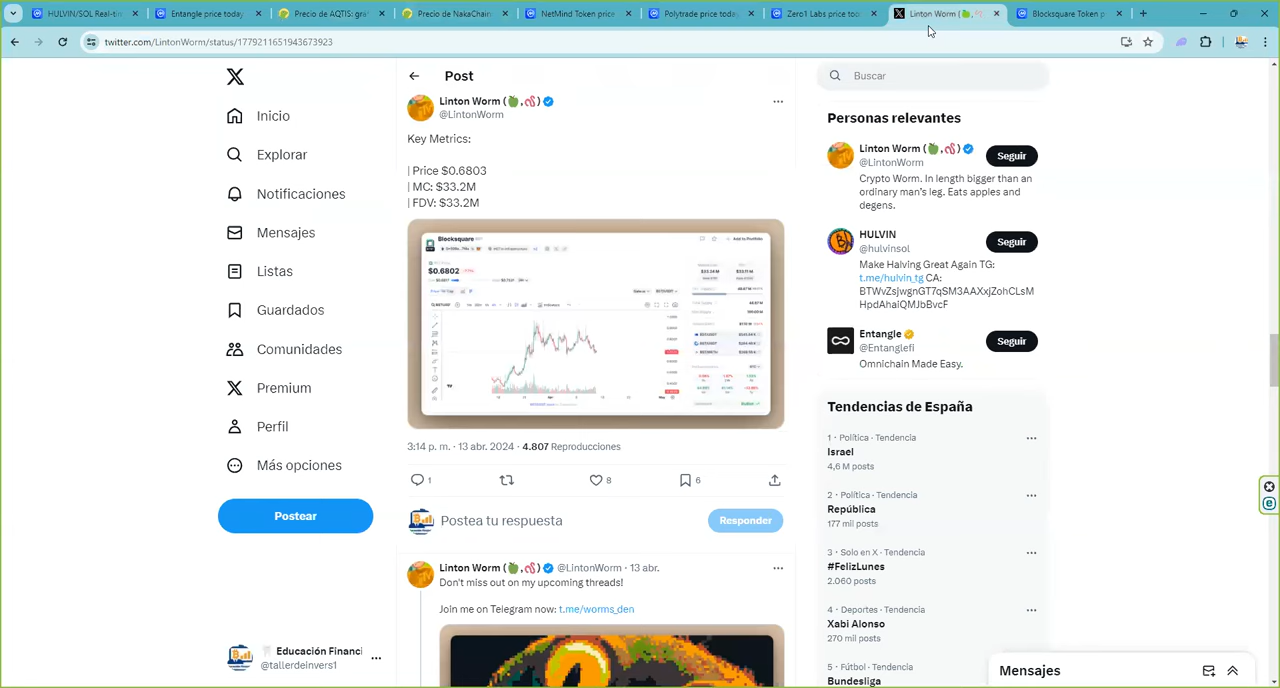 HULVIN/SOL Real-tim
Entangle price today
Precio de AQTIS: grá
Precio de NakaChain
NetMind Token price
Polytrade price today
Zero1 Labs price tod
Linton Worm (
Blocksquare Token p
twitter.com/LintonWorm/status/1779211651943673923
Post
Buscar
Linton Worm (🍏,🪱)
@LintonWorm
Key Metrics:
| Price $0.6803
| MC: $33.2M
| FDV: $33.2M
Blocksquare
$0.6802
3:14 p. m. · 13 abr. 2024 · 4.807 Reproducciones
1
8
6
Postea tu respuesta
Responder
Linton Worm (🍏,🪱) @LintonWorm · 13 abr.
Don't miss out on my upcoming threads!
Join me on Telegram now: t.me/worms_den
Inicio
Explorar
Notificaciones
Mensajes
Listas
Guardados
Comunidades
Premium
Perfil
Más opciones
Postear
Educación Financi
@tallerdeinvers1
Personas relevantes
Linton Worm (🍏,🪱)
@LintonWorm
Seguir
Crypto Worm. In length bigger than an
ordinary man's leg. Eats apples and
degens.
HULVIN
@hulvinsol
Seguir
Make Halving Great Again TG:
t.me/hulvin_tg CA:
BTWvZsjwgnGT7qSM3AAXxjZohCLsM
HpdAhaiQMJbBvcF
Entangle
@Entanglefi
Seguir
Omnichain Made Easy.
Tendencias de España
1 · Política · Tendencia
Israel
4,6 M posts
2 · Política · Tendencia
República
177 mil posts
3 · Solo en X · Tendencia
#FelizLunes
2.060 posts
4 · Deportes · Tendencia
Xabi Alonso
270 mil posts
5 · Fútbol · Tendencia
Bundesliga
Mensajes